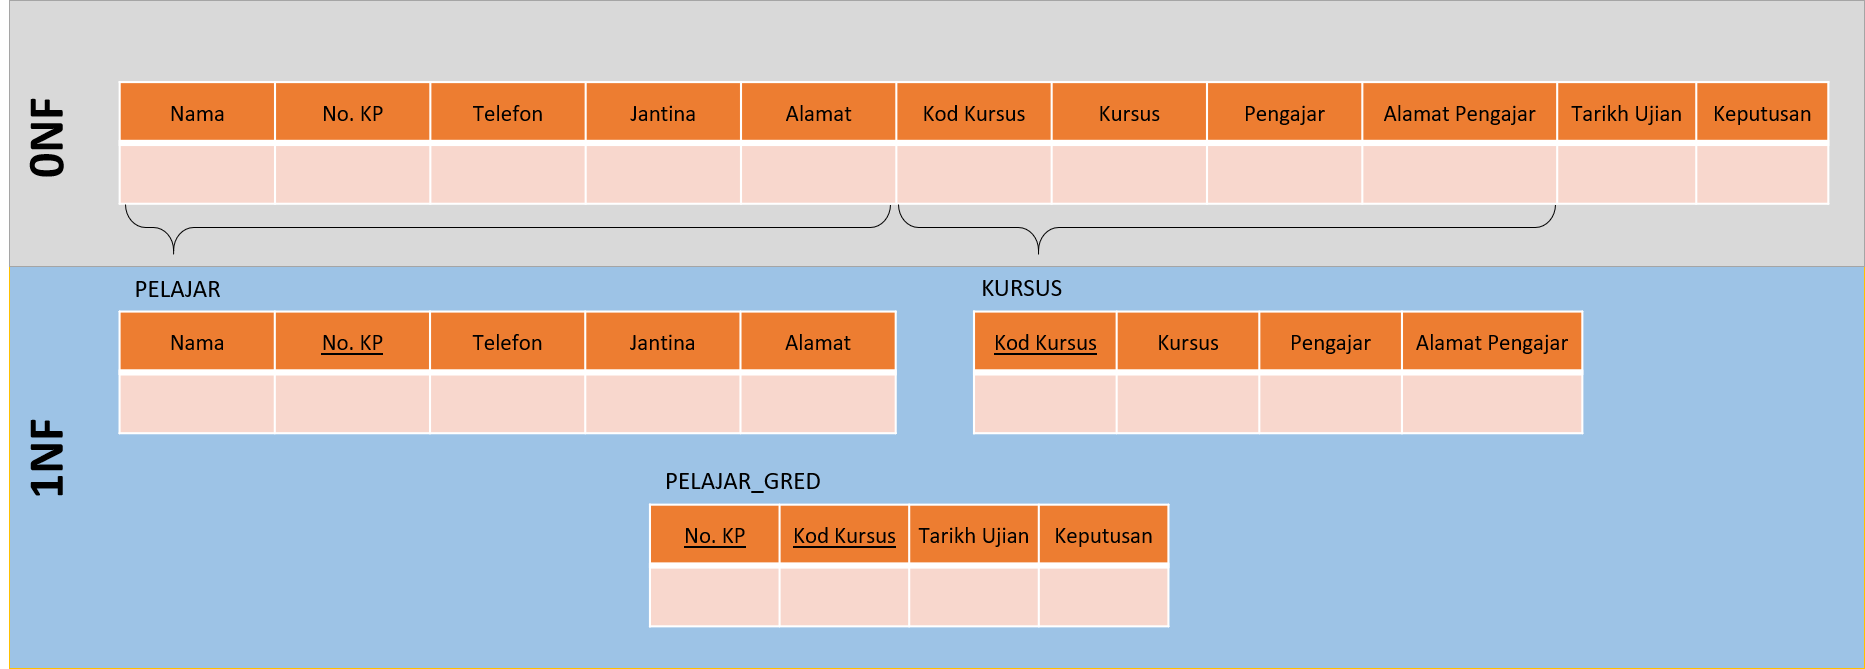 0NF
Nama No. KP Telefon Jantina Alamat Kod Kursus Kursus Pengajar Alamat Pengajar Tarikh Ujian Keputusan
1NF
PELAJAR
Nama No. KP Telefon Jantina Alamat
KURSUS
Kod Kursus Kursus Pengajar Alamat Pengajar
PELAJAR_GRED
No. KP Kod Kursus Tarikh Ujian Keputusan